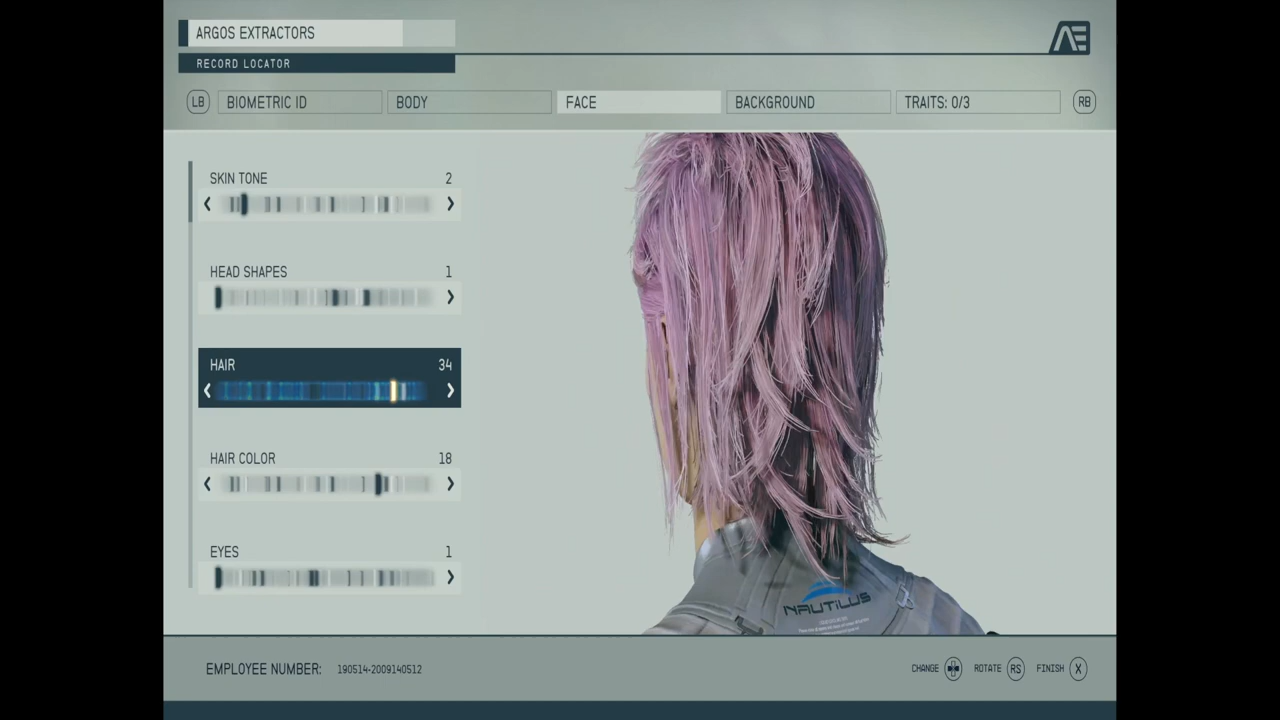 ARGOS EXTRACTORS
AE
RECORD LOCATOR
LB
BIOMETRIC ID
BODY
FACE
BACKGROUND
TRAITS: 0/3
RB
SKIN TONE 2
HEAD SHAPES 1
HAIR 34
HAIR COLOR 18
EYES 1
NAUTILUS
EMPLOYEE NUMBER: 190514-2009140512
CHANGE
ROTATE RS
FINISH X